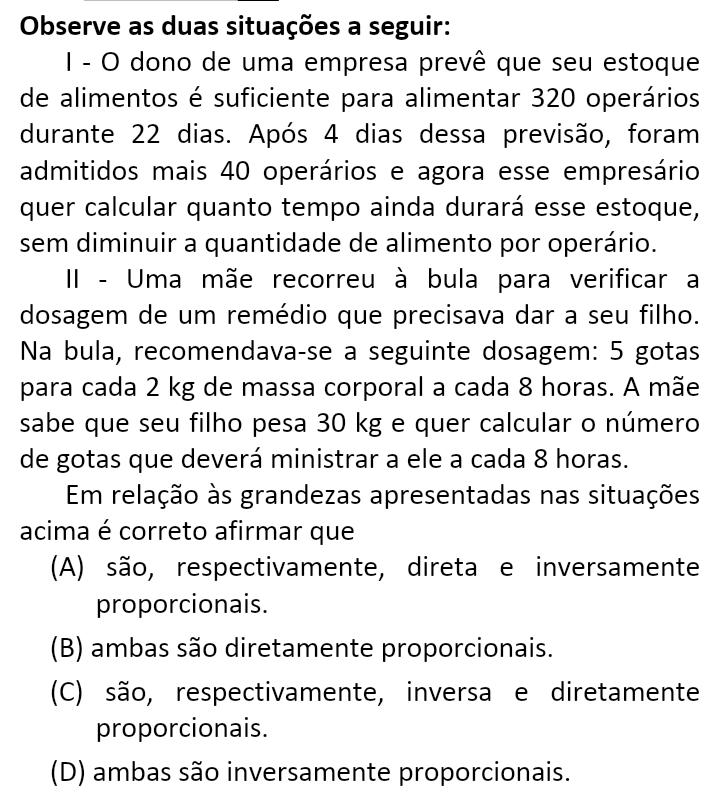 Observe as duas situações a seguir:
I - O dono de uma empresa prevê que seu estoque
de alimentos é suficiente para alimentar 320 operários
durante 22 dias. Após 4 dias dessa previsão, foram
admitidos mais 40 operários e agora esse empresário
quer calcular quanto tempo ainda durará esse estoque,
sem diminuir a quantidade de alimento por operário.
II - Uma mãe recorreu à bula para verificar a
dosagem de um remédio que precisava dar a seu filho.
Na bula, recomendava-se a seguinte dosagem: 5 gotas
para cada 2 kg de massa corporal a cada 8 horas. A mãe
sabe que seu filho pesa 30 kg e quer calcular o número
de gotas que deverá ministrar a ele a cada 8 horas.
Em relação às grandezas apresentadas nas situações
acima é correto afirmar que
(A) são, respectivamente, direta e inversamente
proporcionais.
(B) ambas são diretamente proporcionais.
(C) são, respectivamente, inversa e diretamente
proporcionais.
(D) ambas são inversamente proporcionais.